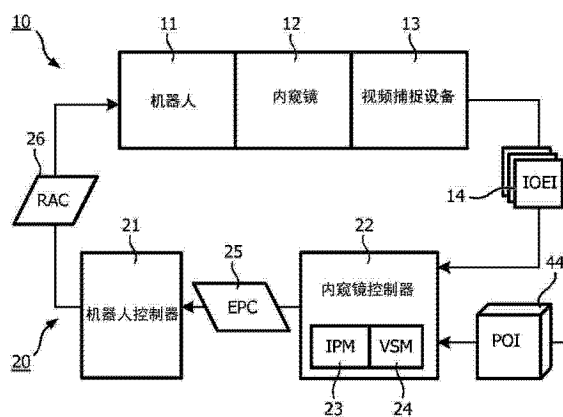 10
11
12
13
机器人
内窥镜
视频捕捉设备
26
RAC
14
IOEI
21
25
22
44
机器人控制器
EPC
内窥镜控制器
POI
IPM
VSM
20
23
24